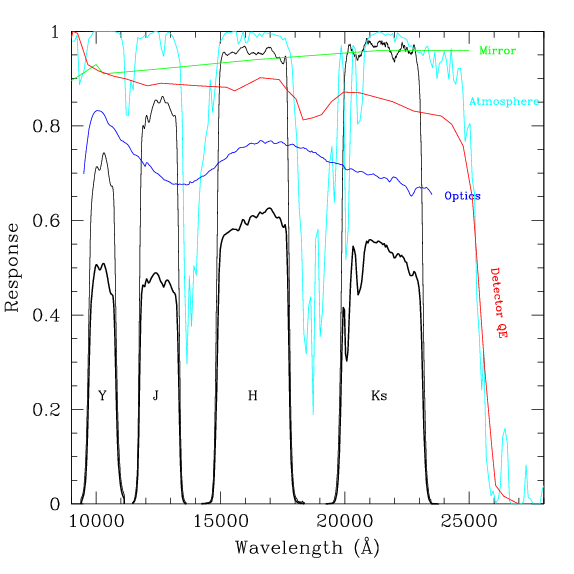 1
Mirror
Atmosphere
0.8
Optics
0.6
Response
Detector QE
0.4
Y
J
H
Ks
0.2
0
10000 15000 20000 25000
Wavelength (Å)